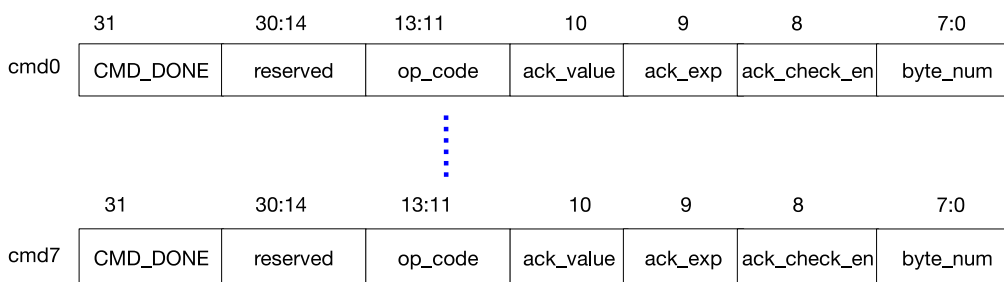 31 30:14 13:11 10 9 8 7:0
cmd0 CMD_DONE reserved op_code ack_value ack_exp ack_check_en byte_num
31 30:14 13:11 10 9 8 7:0
cmd7 CMD_DONE reserved op_code ack_value ack_exp ack_check_en byte_num